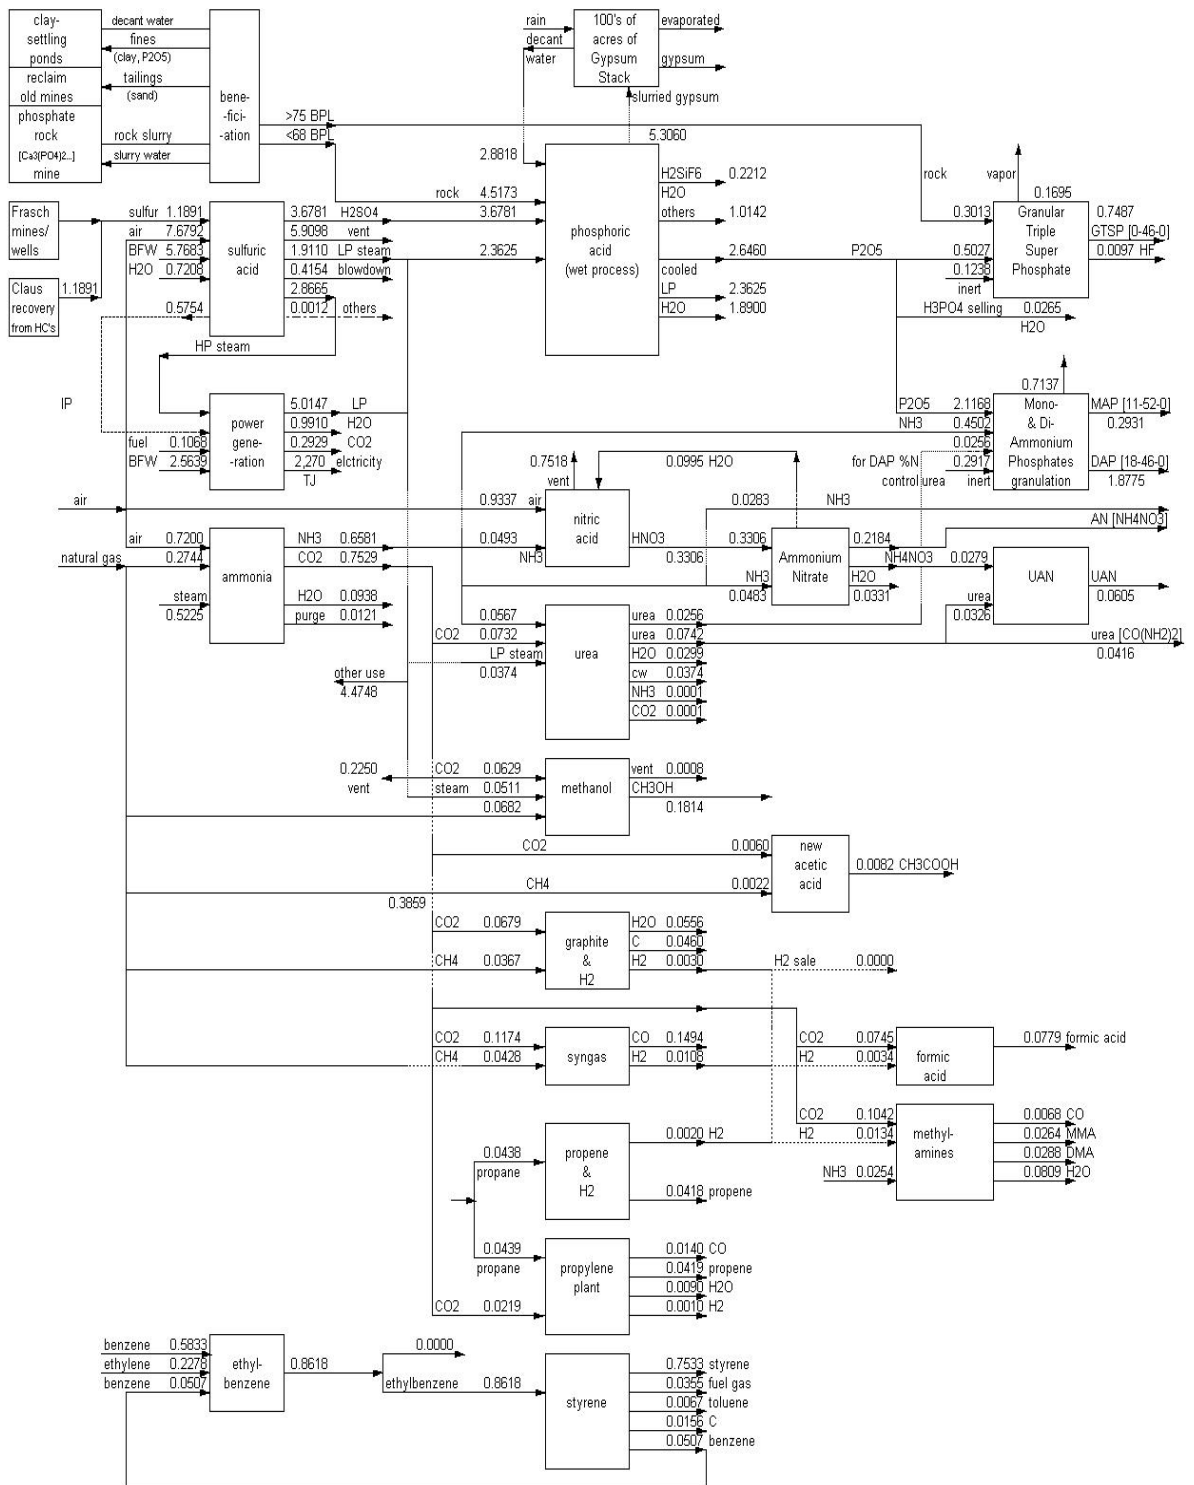 clay-
settling
ponds
reclaim
old mines
phosphate
rock
[Ca3(PO4)2...]
mine
decant water
fines
(clay, P2O5)
tailings
(sand)
rock slurry
slurry water
bene-
-fici-
-ation
>75 BPL
<68 BPL
rain
decant
water
100's of
acres of
Gypsum
Stack
evaporated
gypsum
slurried gypsum
5.3060
2.8818
rock 4.5173
3.6781
2.3625
phosphoric
acid
(wet process)
H2SiF6 0.2212
H2O
others 1.0142
2.6460
cooled
LP 2.3625
H2O 1.8900
P2O5
rock
vapor
0.1695
0.3013
0.5027
0.1238
inert
Granular
Triple
Super
Phosphate
0.7487
GTSP [0-46-0]
0.0097 HF
H3PO4 selling 0.0265
H2O
Frasch
mines/
wells
Claus
recovery
from HC's
1.1891
sulfur 1.1891
air 7.6792
BFW 5.7683
H2O 0.7208
0.5754
sulfuric
acid
3.6781 H2SO4
5.9098 vent
1.9110 LP steam
0.4154 blowdown
2.8665
0.0012 others
HP steam
IP
fuel 0.1068
BFW 2.5639
power
gene-
-ration
5.0147 LP
0.9910 H2O
0.2929 CO2
2,270 elctricity
TJ
0.7137
P2O5 2.1168
NH3 0.4502
0.0256
for DAP %N 0.2917
control urea inert
Mono-
& Di-
Ammonium
Phosphates
granulation
MAP [11-52-0]
0.2931
DAP [18-46-0]
1.8775
air
0.9337 air
0.7518
vent
0.0995 H2O
nitric
acid
0.0493
NH3
HNO3 0.3306
0.3306
0.0283 NH3
AN [NH4NO3]
Ammonium
Nitrate
NH3
0.0483
0.2184
NH4NO3 0.0279
H2O
0.0331
UAN
urea
0.0326
UAN
0.0605
natural gas
air 0.7200
0.2744
steam
0.5225
ammonia
NH3 0.6581
CO2 0.7529
H2O 0.0938
purge 0.0121
0.0567
CO2 0.0732
LP steam
0.0374
urea
urea 0.0256
urea 0.0742
H2O 0.0299
cw 0.0374
NH3 0.0001
CO2 0.0001
urea [CO(NH2)2]
0.0416
other use
4.4748
0.2250
vent
CO2 0.0629
steam 0.0511
0.0682
methanol
vent 0.0008
CH3OH
0.1814
CO2 0.0060
CH4 0.0022
new
acetic
acid
0.0082 CH3COOH
0.3859
CO2 0.0679
CH4 0.0367
graphite
&
H2
H2O 0.0556
C 0.0460
H2 0.0030
H2 sale 0.0000
CO2 0.1174
CH4 0.0428
syngas
CO 0.1494
H2 0.0108
CO2 0.0745
H2 0.0034
formic
acid
0.0779 formic acid
CO2 0.1042
H2 0.0134
NH3 0.0254
methyl-
amines
0.0068 CO
0.0264 MMA
0.0288 DMA
0.0809 H2O
0.0438
propane
propene
&
H2
0.0020 H2
0.0418 propene
0.0439
propane
CO2 0.0219
propylene
plant
0.0140 CO
0.0419 propene
0.0090 H2O
0.0010 H2
benzene 0.5833
ethylene 0.2278
benzene 0.0507
ethyl-
benzene
0.8618
0.0000
ethylbenzene 0.8618
styrene
0.7533 styrene
0.0355 fuel gas
0.0067 toluene
0.0156 C
0.0507 benzene